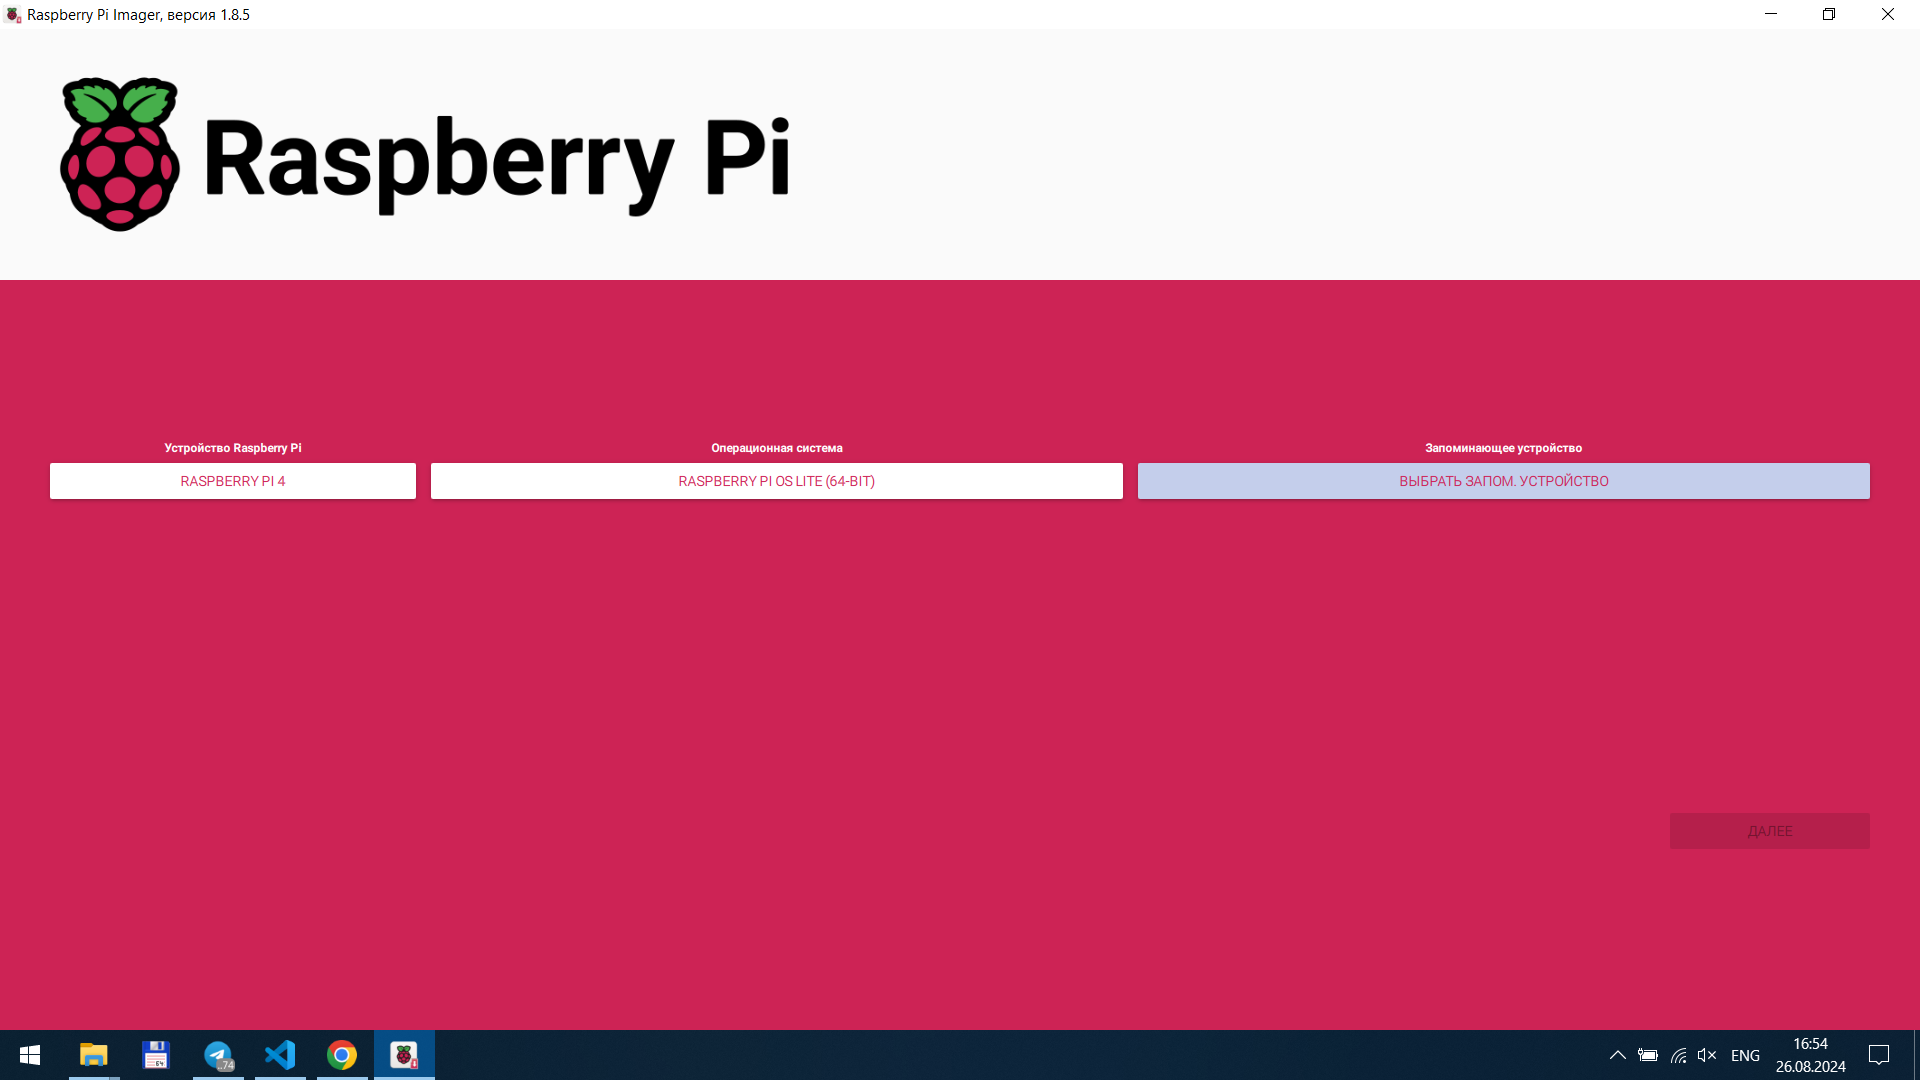 Raspberry Pi Imager, версия 1.8.5
Raspberry Pi
Устройство Raspberry Pi
Операционная система
Запоминающее устройство
RASPBERRY PI 4
RASPBERRY PI OS LITE (64-BIT)
ВЫБРАТЬ ЗАПОМ. УСТРОЙСТВО
ДАЛЕЕ
64
..74
ENG
16:54
26.08.2024